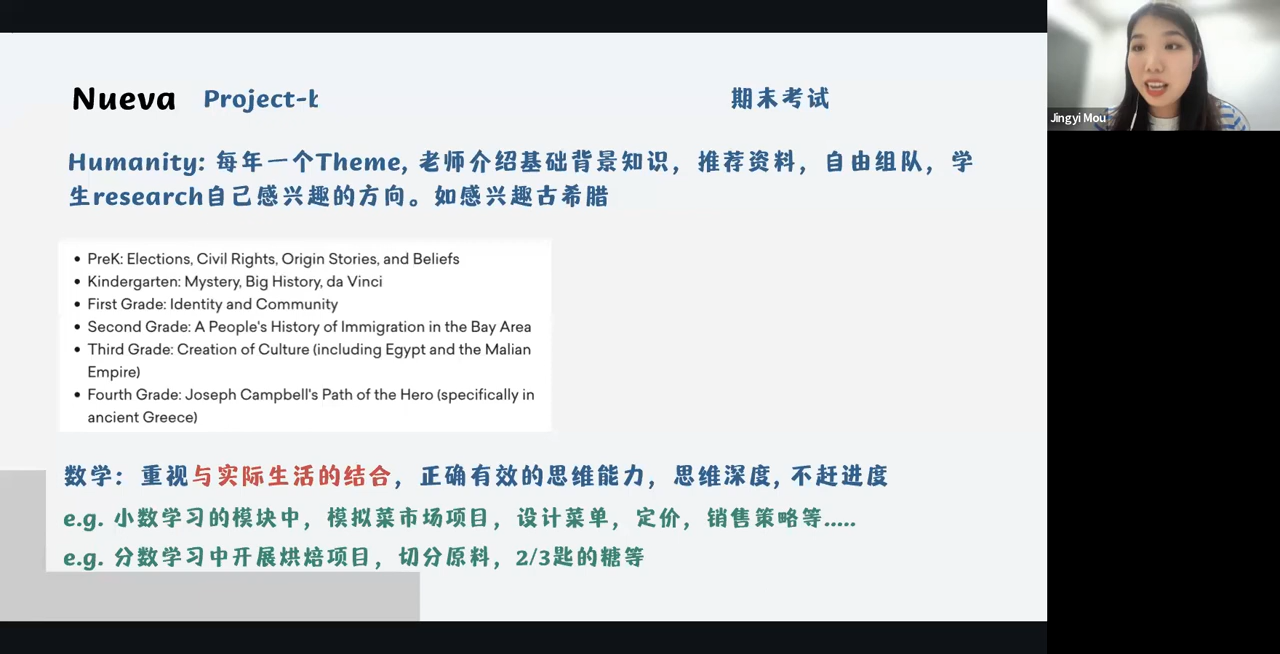 Nueva Project-b 期末考试
Humanity: 每年一个Theme, 老师介绍基础背景知识，推荐资料，自由组队，学
生research自己感兴趣的方向。如感兴趣古希腊
• PreK: Elections, Civil Rights, Origin Stories, and Beliefs
• Kindergarten: Mystery, Big History, da Vinci
• First Grade: Identity and Community
• Second Grade: A People's History of Immigration in the Bay Area
• Third Grade: Creation of Culture (including Egypt and the Malian
Empire)
• Fourth Grade: Joseph Campbell's Path of the Hero (specifically in
ancient Greece)
数学：重视与实际生活的结合，正确有效的思维能力，思维深度, 不赶进度
e.g. 小数学习的模块中，模拟菜市场项目，设计菜单，定价，销售策略等.....
e.g. 分数学习中开展烘焙项目，切分原料，2/3匙的糖等
Jingyi Mou